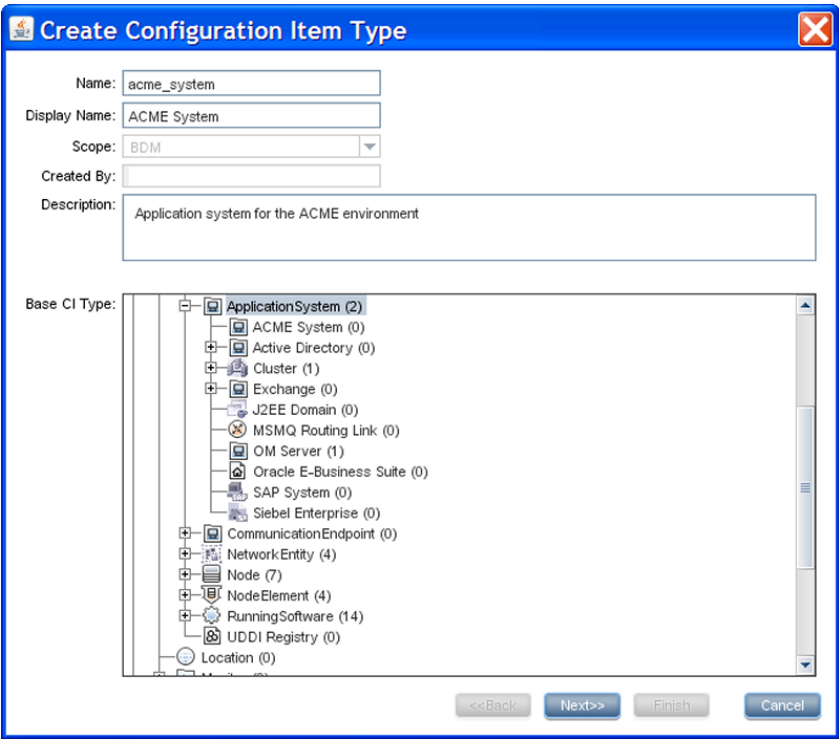 Create Configuration Item Type
Name: acme_system
Display Name: ACME System
Scope: BDM
Created By:
Description: Application system for the ACME environment
Base CI Type: ApplicationSystem (2)
ACME System (0)
Active Directory (0)
Cluster (1)
Exchange (0)
J2EE Domain (0)
MSMQ Routing Link (0)
OM Server (1)
Oracle E-Business Suite (0)
SAP System (0)
Siebel Enterprise (0)
CommunicationEndpoint (0)
NetworkEntity (4)
Node (7)
NodeElement (4)
RunningSoftware (14)
UDDI Registry (0)
Location (0)
<<Back Next>> Finish Cancel